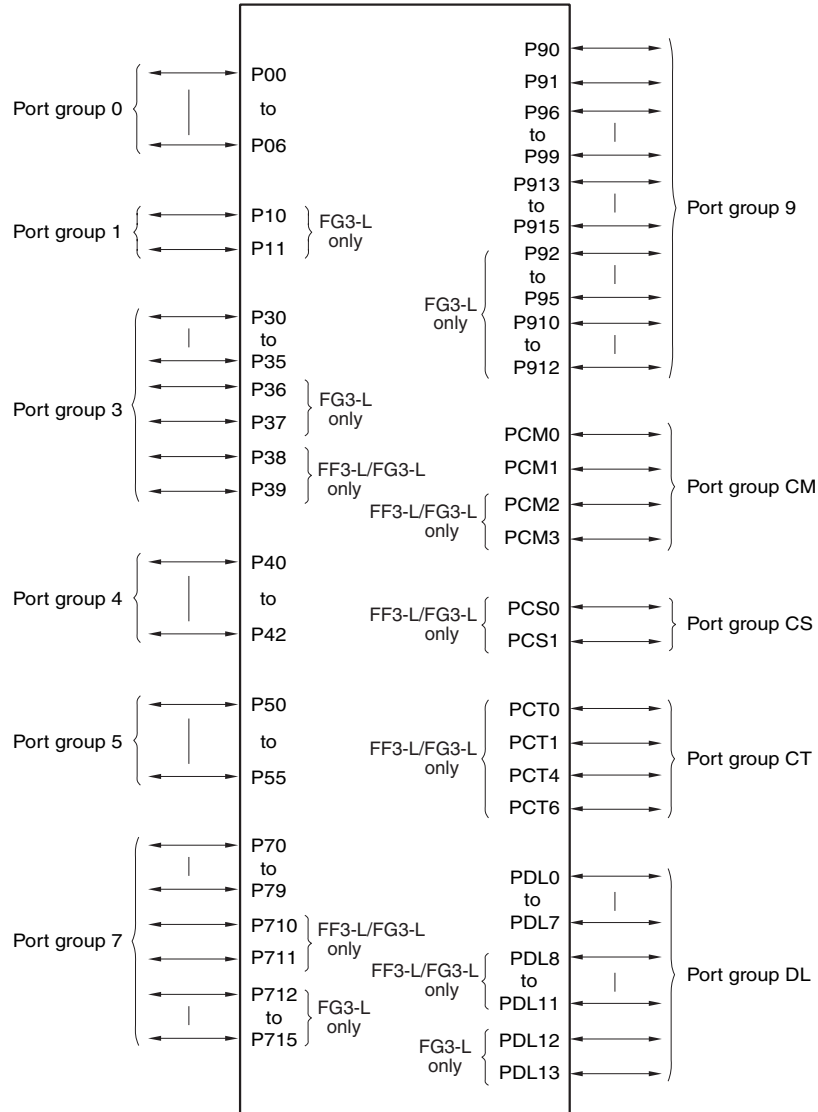 Port group 0
P00
to
P06
Port group 1
P10
P11
FG3-L
only
Port group 3
P30
to
P35
P36
P37
FG3-L
only
P38
P39
FF3-L/FG3-L
only
Port group 4
P40
to
P42
Port group 5
P50
to
P55
Port group 7
P70
to
P79
P710
P711
FF3-L/FG3-L
only
P712
to
P715
FG3-L
only
P90
P91
P96
to
P99
P913
to
P915
P92
to
P95
P910
to
P912
FG3-L
only
Port group 9
PCM0
PCM1
PCM2
PCM3
FF3-L/FG3-L
only
Port group CM
PCS0
PCS1
FF3-L/FG3-L
only
Port group CS
PCT0
PCT1
PCT4
PCT6
FF3-L/FG3-L
only
Port group CT
PDL0
to
PDL7
PDL8
to
PDL11
FF3-L/FG3-L
only
PDL12
PDL13
FG3-L
only
Port group DL